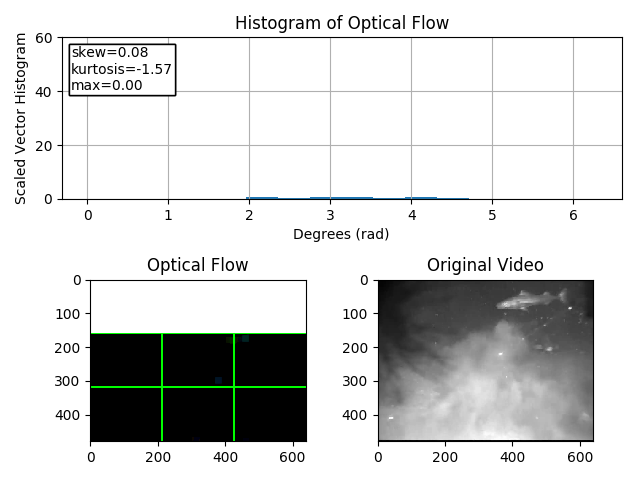 Histogram of Optical Flow
Scaled Vector Histogram
60
40
20
0
skew=0.08
kurtosis=-1.57
max=0.00
0 1 2 3 4 5 6
Degrees (rad)
Optical Flow
0
100
200
300
400
0 200 400 600
Original Video
0
100
200
300
400
0 200 400 600